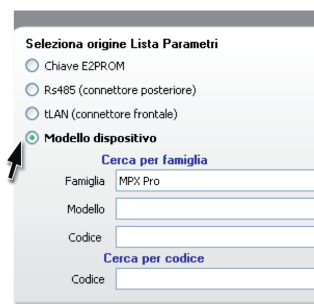 Seleziona origine Lista Parametri
Chiave E2PROM
Rs485 (connettore posteriore)
tLAN (connettore frontale)
Modello dispositivo
Cerca per famiglia
Famiglia MPX Pro
Modello
Codice
Cerca per codice
Codice